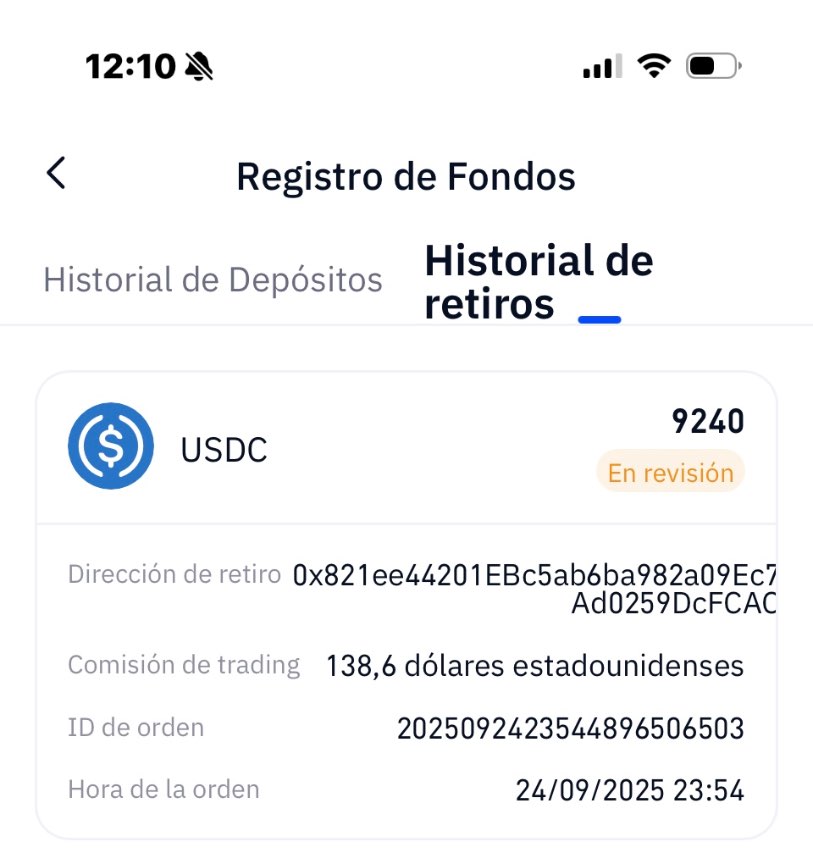 12:10
Registro de Fondos
Historial de Depósitos
Historial de
retiros
USDC
9240
En revisión
Dirección de retiro 0x821ee44201EBc5ab6ba982a09Ec7
Ad0259DcFCAC
Comisión de trading 138,6 dólares estadounidenses
ID de orden 2025092423544896506503
Hora de la orden 24/09/2025 23:54